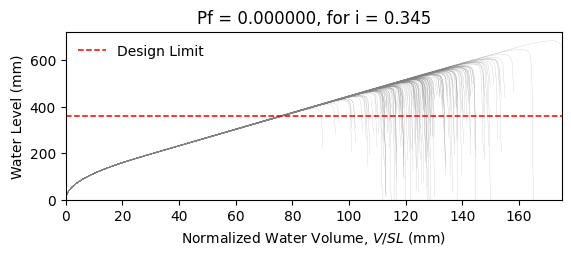 Pf = 0.000000, for i = 0.345
Design Limit
Water Level (mm)
600
400
200
0
0 20 40 60 80 100 120 140 160
Normalized Water Volume, V/SL (mm)